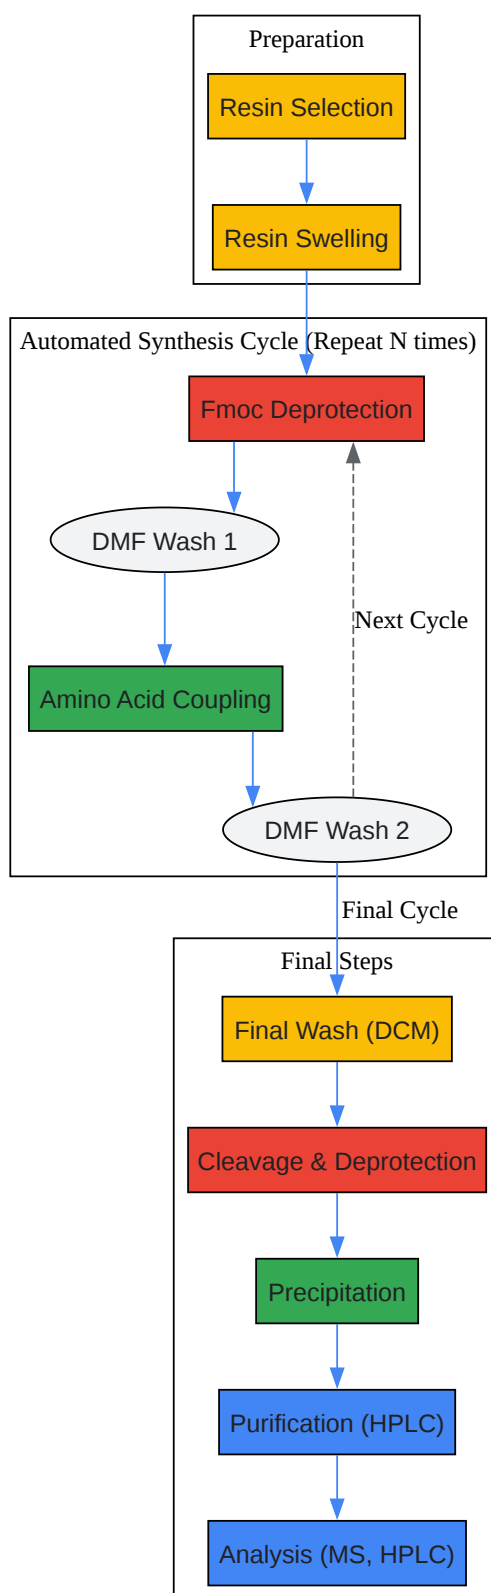 Preparation
Resin Selection
Resin Swelling
Automated Synthesis Cycle (Repeat N times)
Fmoc Deprotection
DMF Wash 1
Next Cycle
Amino Acid Coupling
DMF Wash 2
Final Cycle
Final Steps
Final Wash (DCM)
Cleavage & Deprotection
Precipitation
Purification (HPLC)
Analysis (MS, HPLC)